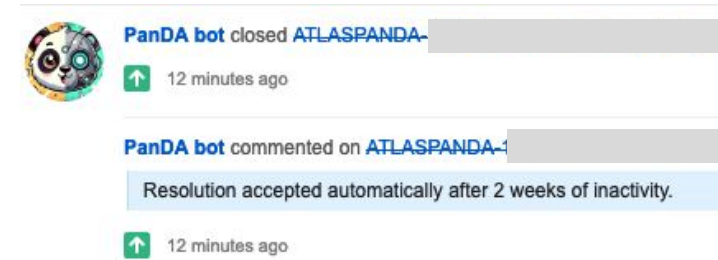 PanDA bot closed ATLASPANDA-
12 minutes ago
PanDA bot commented on ATLASPANDA-1
Resolution accepted automatically after 2 weeks of inactivity.
12 minutes ago